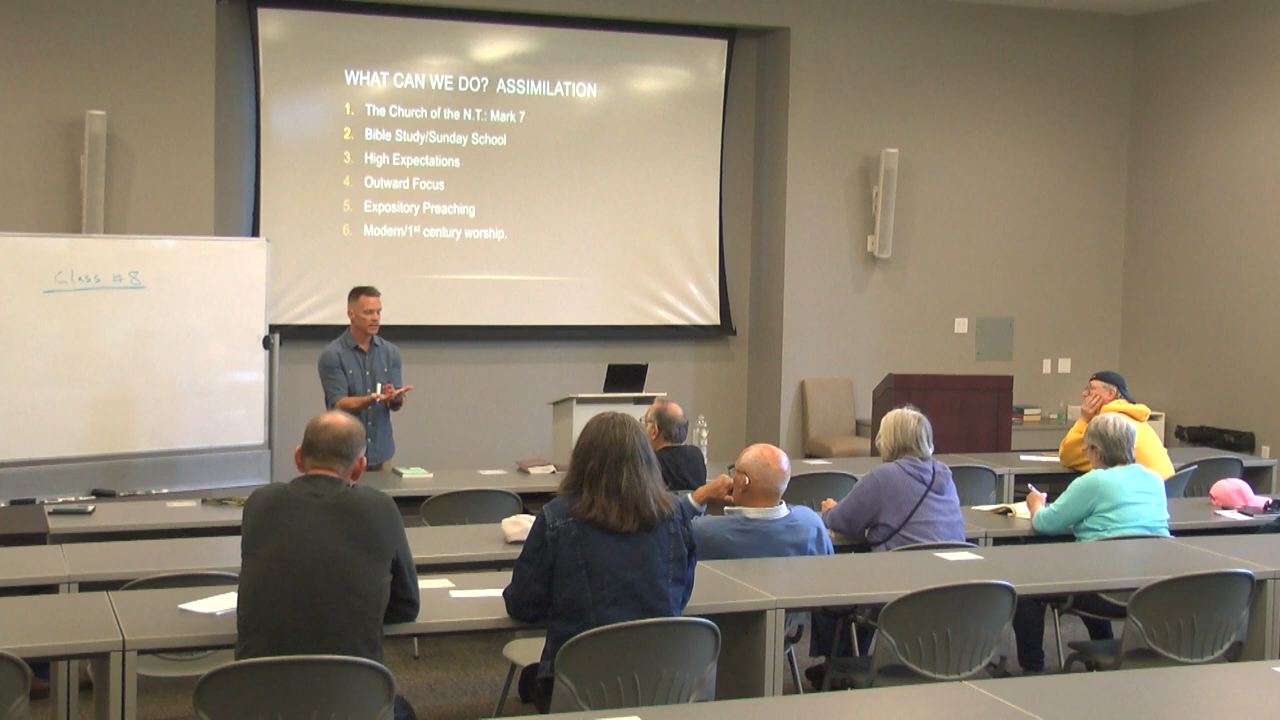 WHAT CAN WE DO? ASSIMILATION
1. The Church of the N.T.: Mark 7
2. Bible Study/Sunday School
3. High Expectations
4. Outward Focus
5. Expository Preaching
6. Modern/1st century worship.
Class #8